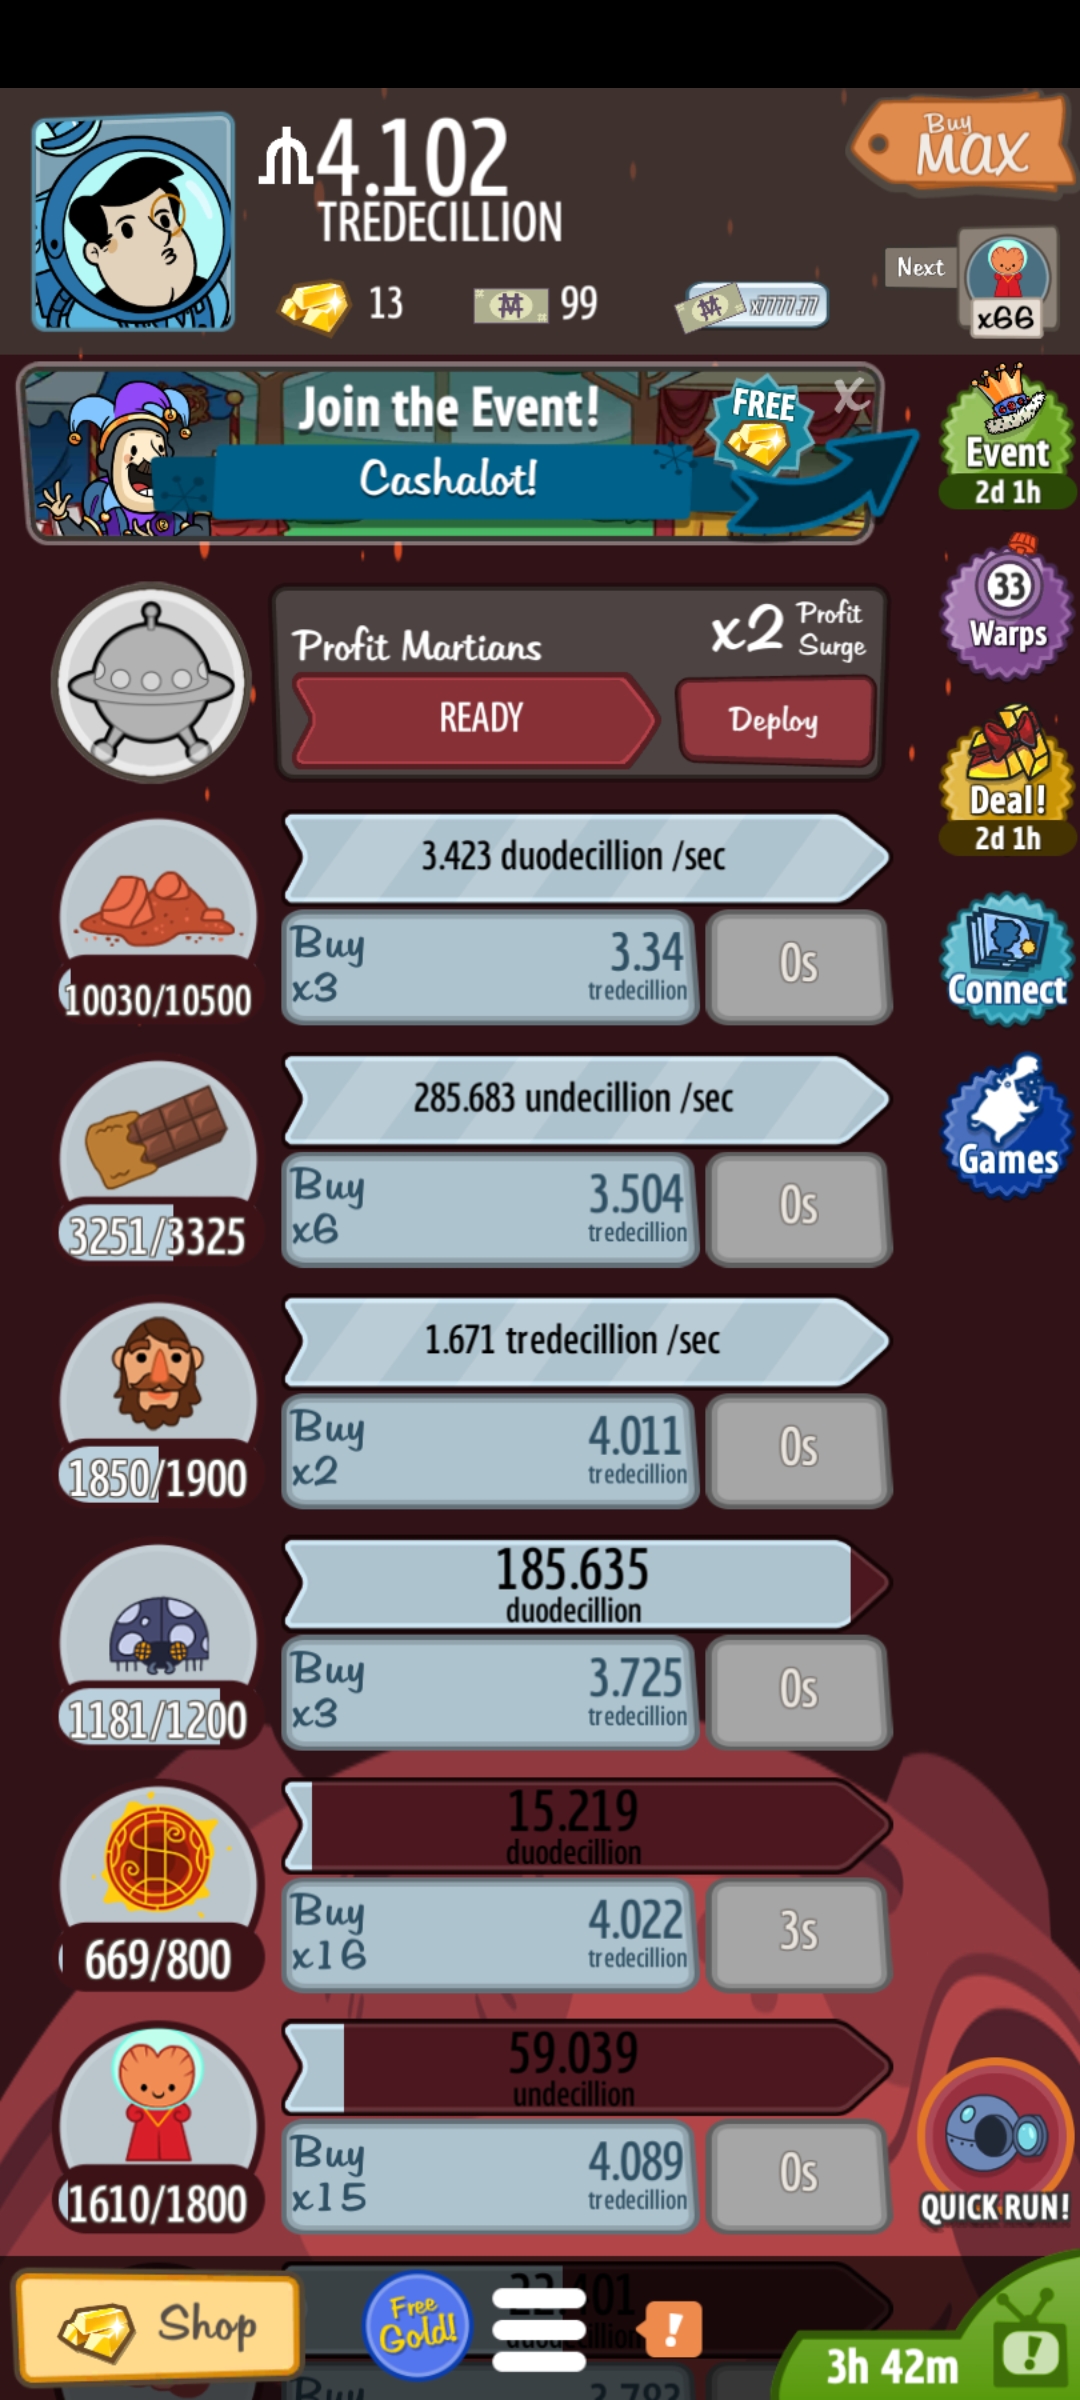 4.102
TREDECILLION
Buy
MAX
13
99
x7777.77
Next
x66
Join the Event!
FREE
X
Cashalot!
Event
2d 1h
33
Warps
Profit Martians
x2 Profit
Surge
READY
Deploy
Deal!
2d 1h
3.423 duodecillion /sec
10030/10500
Buy
x3
3.34
tredecillion
0s
Connect
285.683 undecillion /sec
3251/3325
Buy
x6
3.504
tredecillion
0s
Games
1.671 tredecillion /sec
1850/1900
Buy
x2
4.011
tredecillion
0s
185.635
duodecillion
1181/1200
Buy
x3
3.725
tredecillion
0s
15.219
duodecillion
669/800
Buy
x16
4.022
tredecillion
3s
59.039
undecillion
1610/1800
Buy
x15
4.089
tredecillion
0s
QUICK RUN!
Shop
Free
Gold!
!
3h 42m
!
Buy